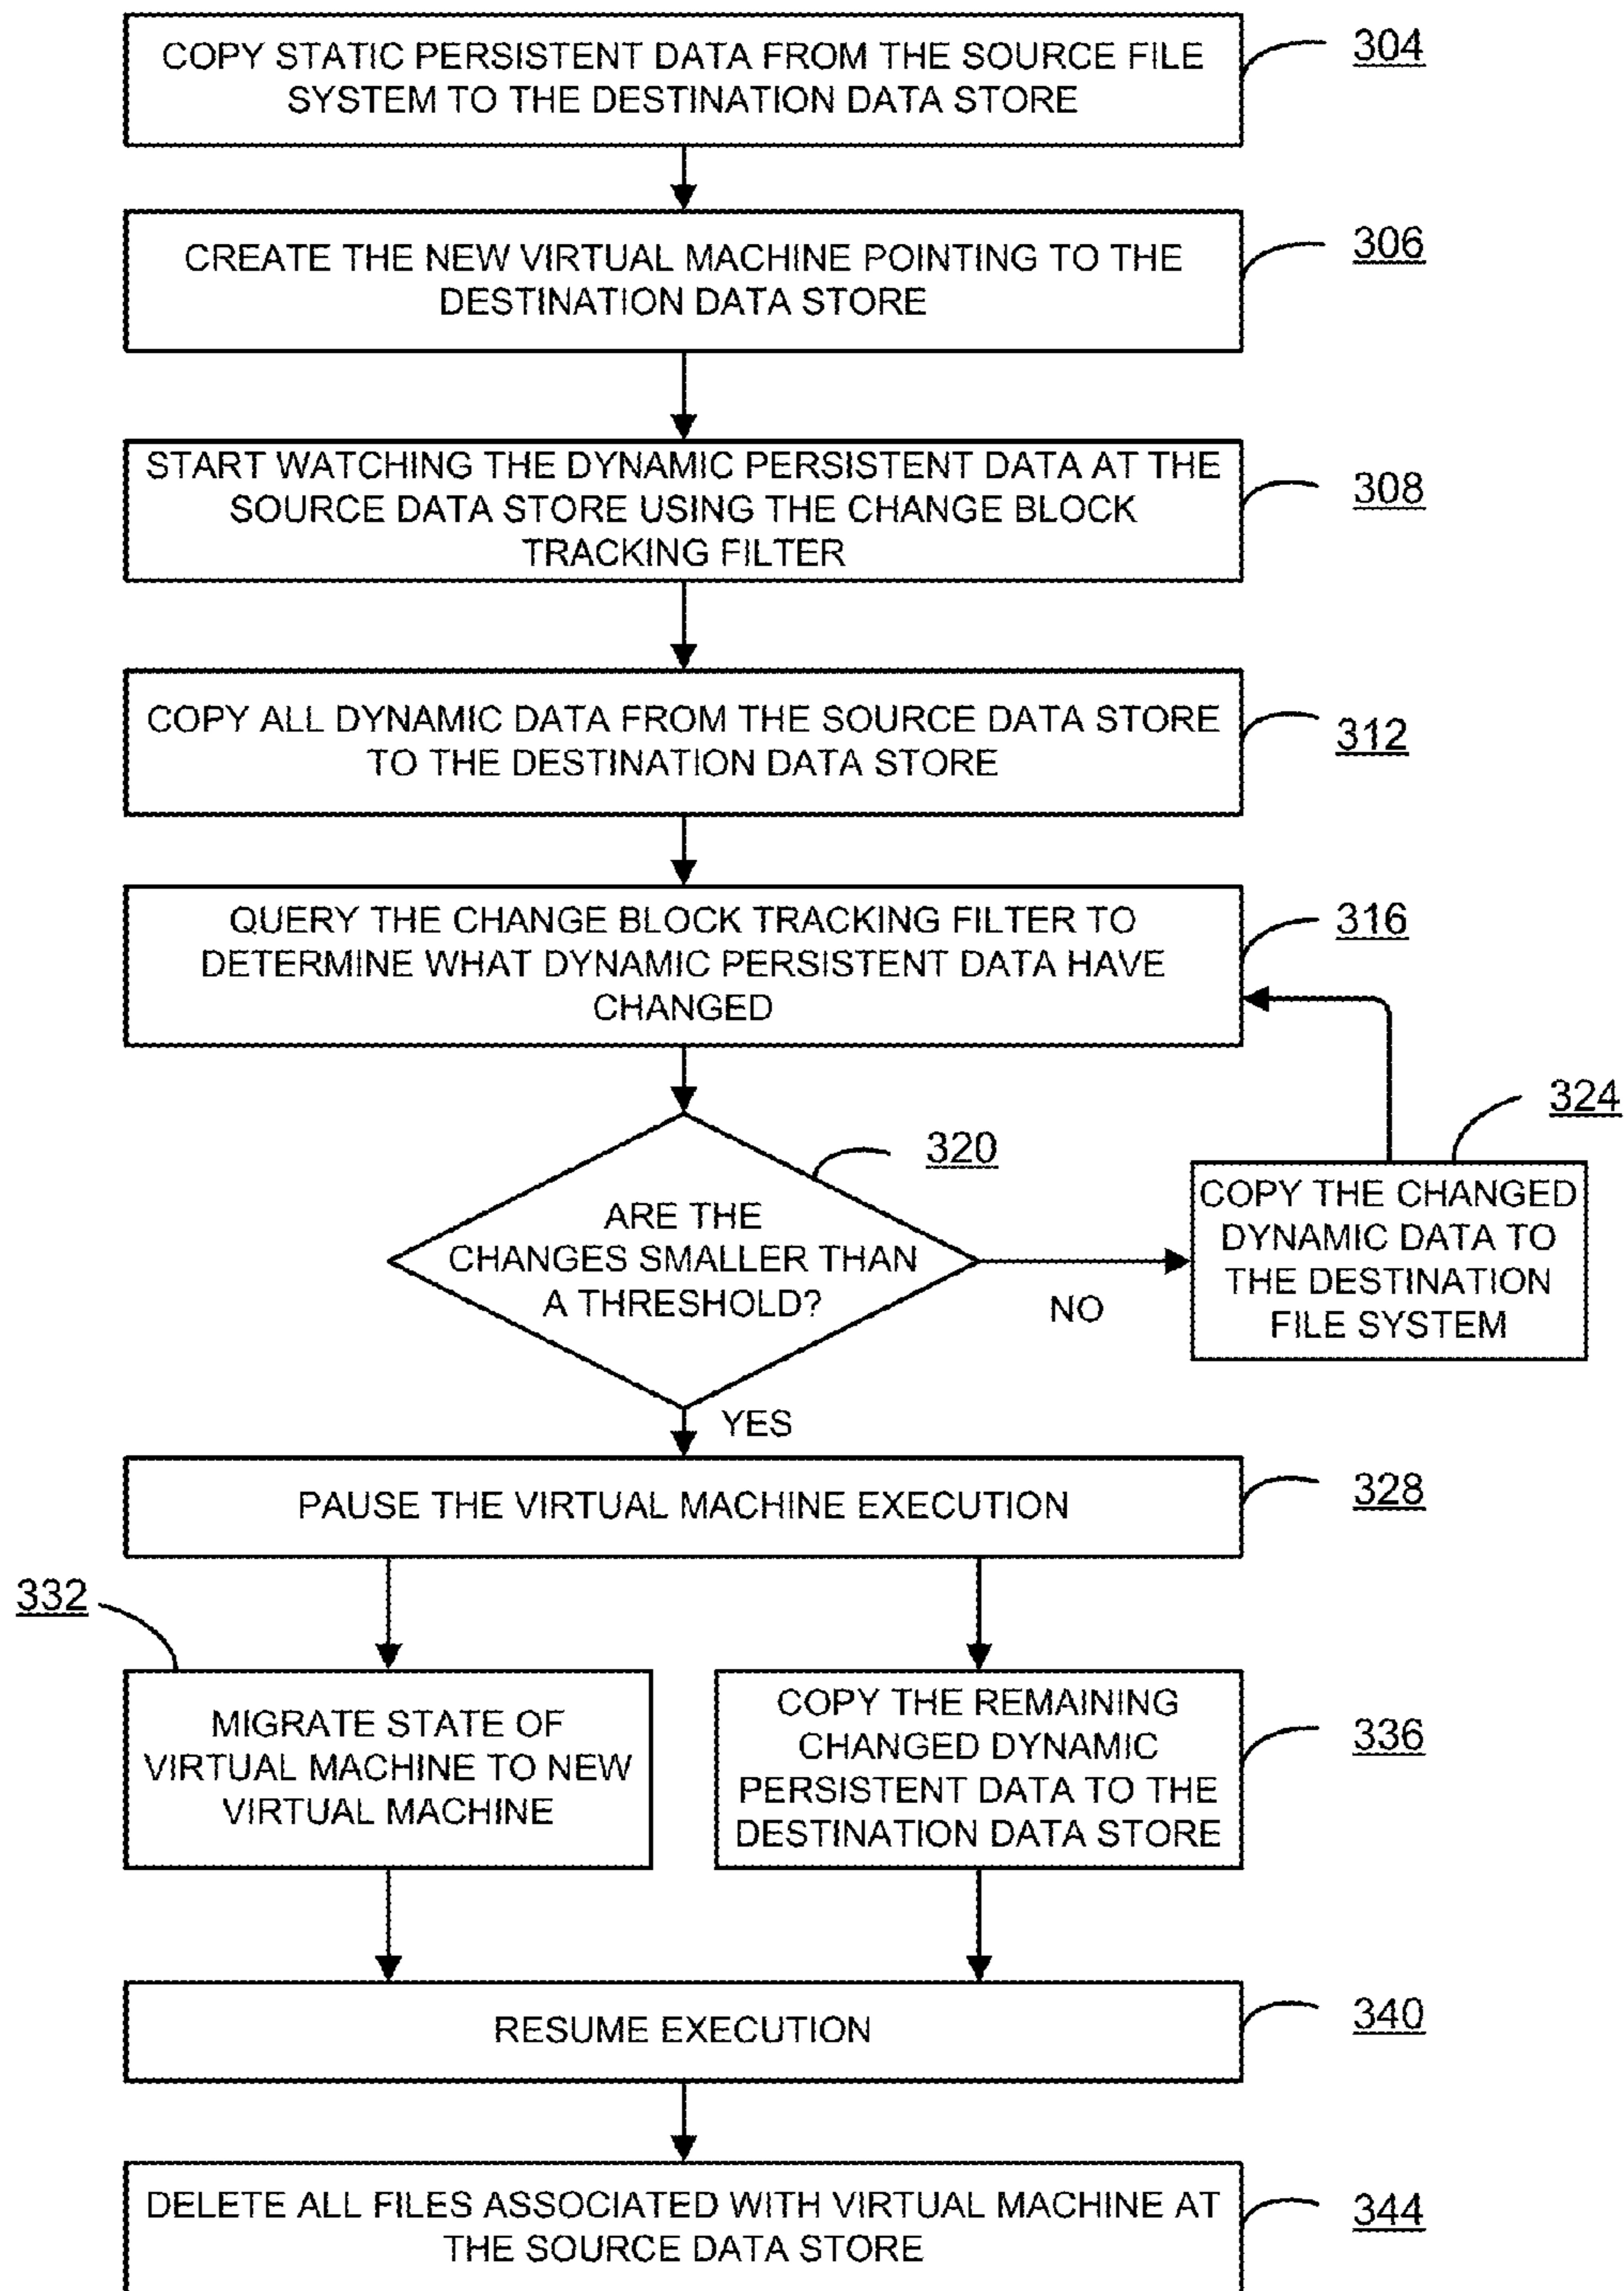 COPY STATIC PERSISTENT DATA FROM THE SOURCE FILE
SYSTEM TO THE DESTINATION DATA STORE
304
CREATE THE NEW VIRTUAL MACHINE POINTING TO THE
DESTINATION DATA STORE
306
START WATCHING THE DYNAMIC PERSISTENT DATA AT THE
SOURCE DATA STORE USING THE CHANGE BLOCK
TRACKING FILTER
308
COPY ALL DYNAMIC DATA FROM THE SOURCE DATA STORE
TO THE DESTINATION DATA STORE
312
QUERY THE CHANGE BLOCK TRACKING FILTER TO
DETERMINE WHAT DYNAMIC PERSISTENT DATA HAVE
CHANGED
316
ARE THE
CHANGES SMALLER THAN
A THRESHOLD?
320
NO
COPY THE CHANGED
DYNAMIC DATA TO
THE DESTINATION
FILE SYSTEM
324
YES
PAUSE THE VIRTUAL MACHINE EXECUTION
328
332
MIGRATE STATE OF
VIRTUAL MACHINE TO NEW
VIRTUAL MACHINE
COPY THE REMAINING
CHANGED DYNAMIC
PERSISTENT DATA TO THE
DESTINATION DATA STORE
336
RESUME EXECUTION
340
DELETE ALL FILES ASSOCIATED WITH VIRTUAL MACHINE AT
THE SOURCE DATA STORE
344